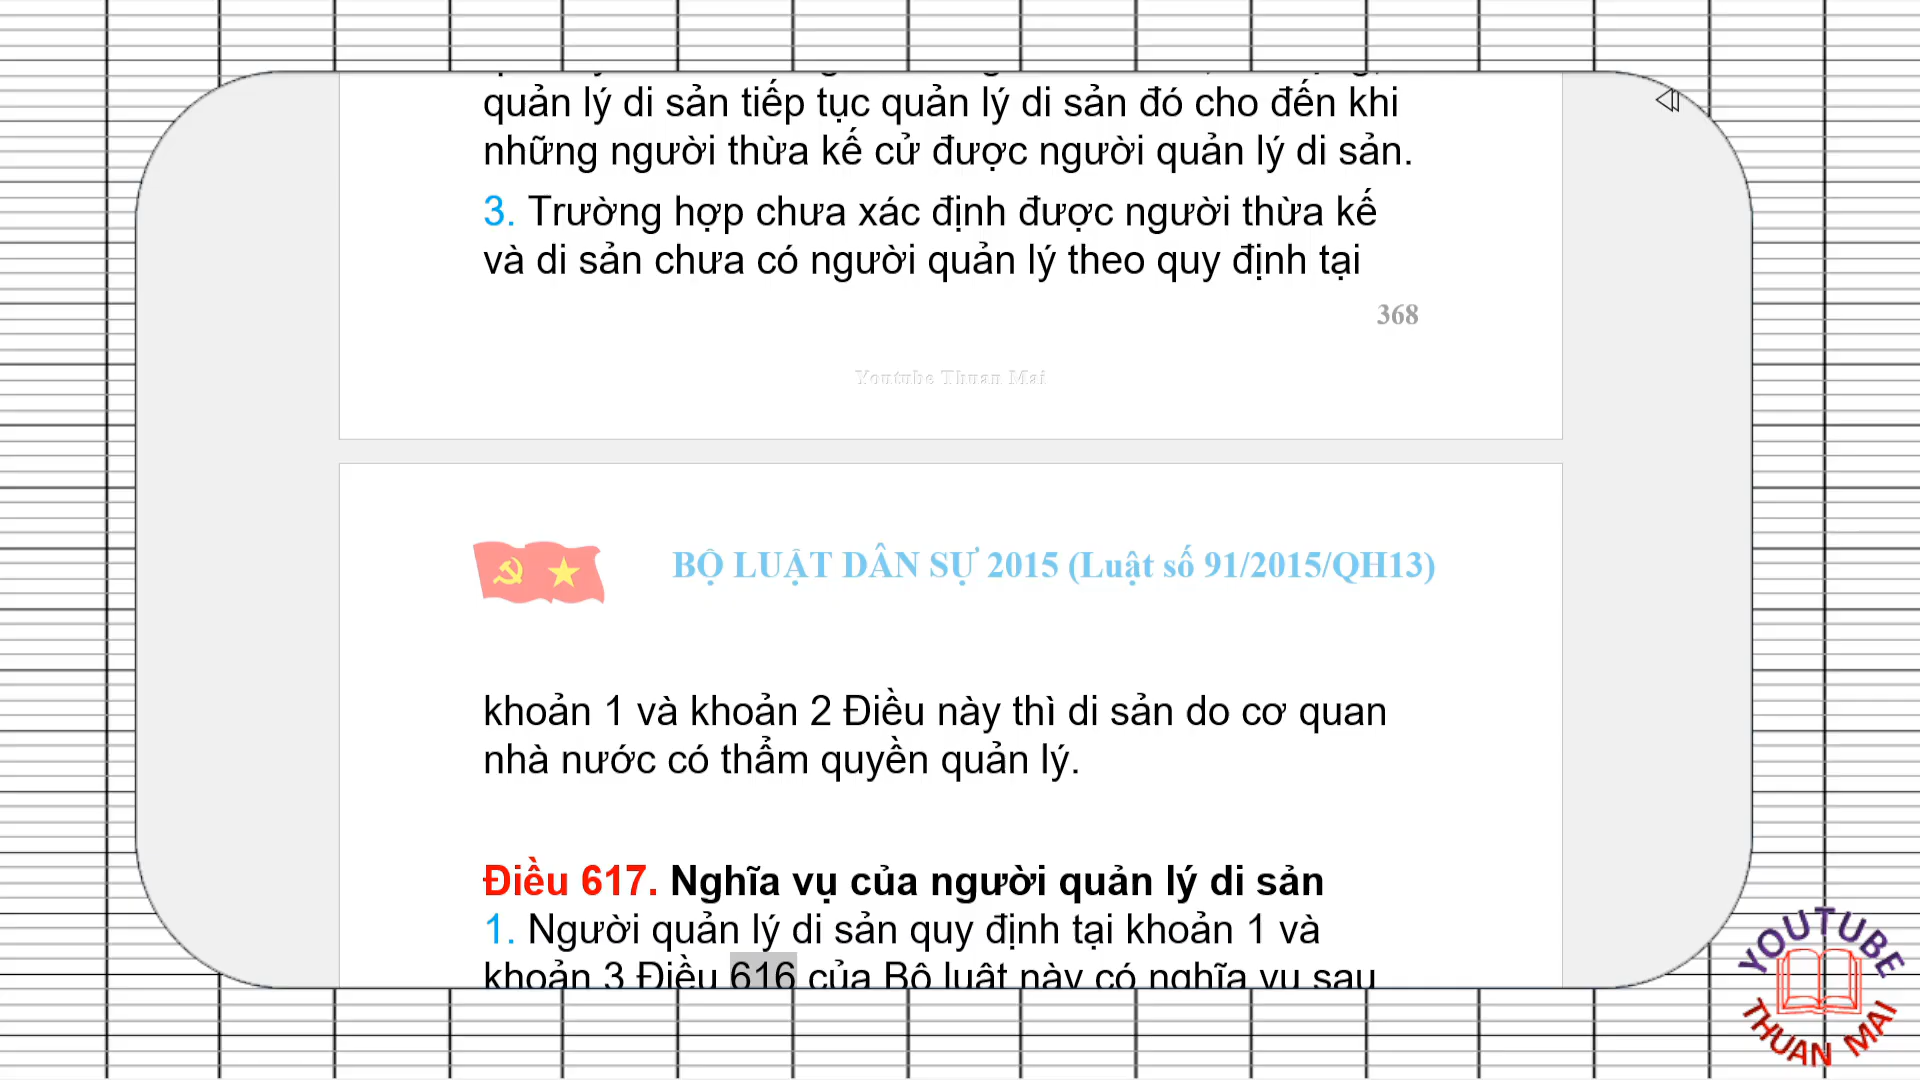 quản lý di sản tiếp tục quản lý di sản đó cho đến khi
những người thừa kế cử được người quản lý di sản.
3. Trường hợp chưa xác định được người thừa kế
và di sản chưa có người quản lý theo quy định tại
368
Youtube Thuan Mai
BỘ LUẬT DÂN SỰ 2015 (Luật số 91/2015/QH13)
khoản 1 và khoản 2 Điều này thì di sản do cơ quan
nhà nước có thẩm quyền quản lý.
Điều 617. Nghĩa vụ của người quản lý di sản
1. Người quản lý di sản quy định tại khoản 1 và
khoản 3 Điều 616 của Bộ luật này có nghĩa vụ sau
YOUTUBE
THUAN MAI